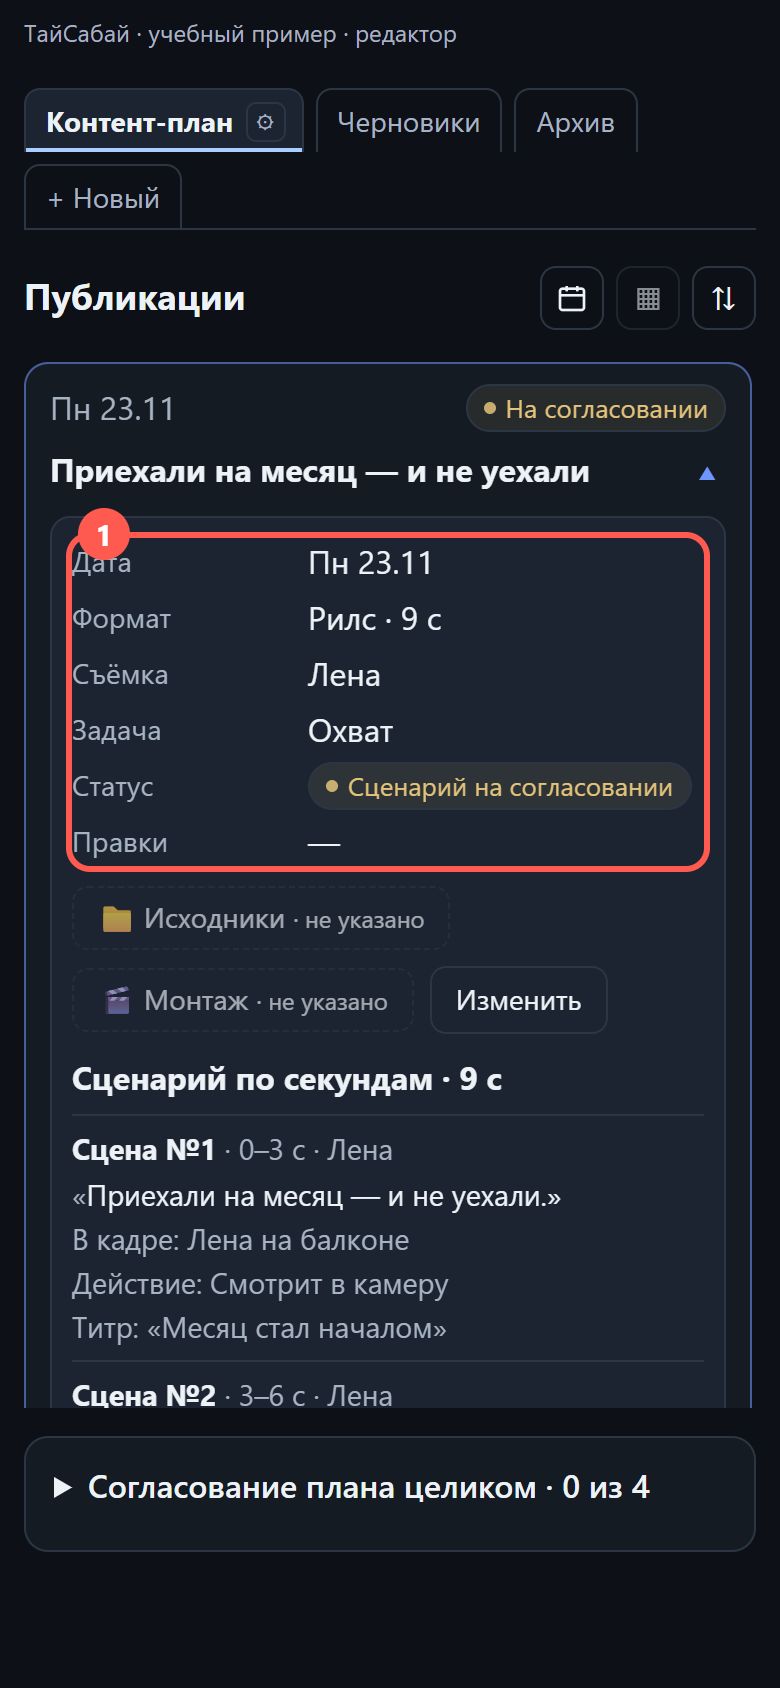 ТайСабай · учебный пример · редактор
Контент-план
Черновики
Архив
+ Новый
Публикации
Пн 23.11
На согласовании
Приехали на месяц — и не уехали
1
Дата Пн 23.11
Формат Рилс · 9 с
Съёмка Лена
Задача Охват
Статус Сценарий на согласовании
Правки —
Исходники · не указано
Монтаж · не указано
Изменить
Сценарий по секундам · 9 с
Сцена №1 · 0–3 с · Лена
«Приехали на месяц — и не уехали.»
В кадре: Лена на балконе
Действие: Смотрит в камеру
Титр: «Месяц стал началом»
Сцена №2 · 3–6 с · Лена
Согласование плана целиком · 0 из 4